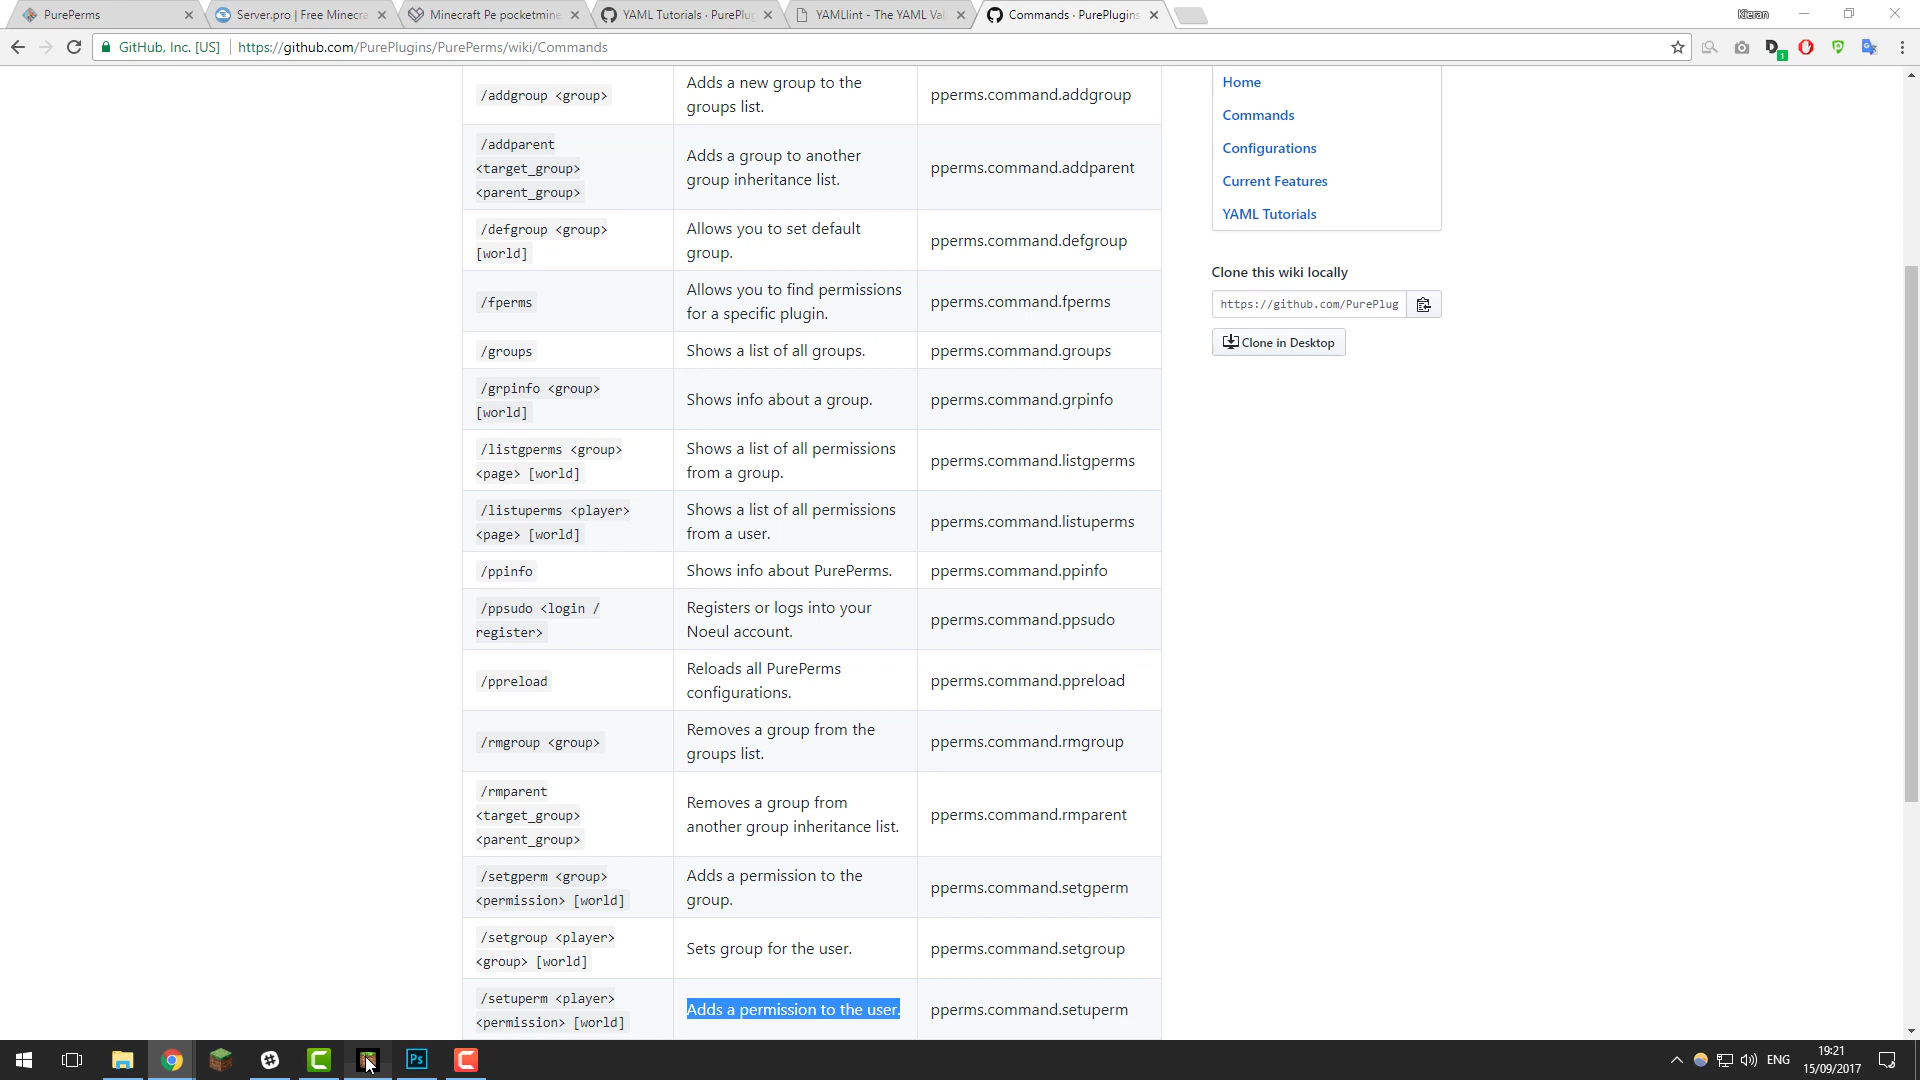 PurePerms
Server.pro | Free Minecra
Minecraft Pe pocketmine
YAML Tutorials · PurePlug
YAMLlint - The YAML Val
Commands · PurePlugins
Kieran
GitHub, Inc. [US]
https://github.com/PurePlugins/PurePerms/wiki/Commands
1
/addgroup <group>
Adds a new group to the
groups list.
pperms.command.addgroup
/addparent
<target_group>
<parent_group>
Adds a group to another
group inheritance list.
pperms.command.addparent
/defgroup <group>
[world]
Allows you to set default
group.
pperms.command.defgroup
/fperms
Allows you to find permissions
for a specific plugin.
pperms.command.fperms
/groups
Shows a list of all groups.
pperms.command.groups
/grpinfo <group>
[world]
Shows info about a group.
pperms.command.grpinfo
/listgperms <group>
<page> [world]
Shows a list of all permissions
from a group.
pperms.command.listgperms
/listuperms <player>
<page> [world]
Shows a list of all permissions
from a user.
pperms.command.listuperms
/ppinfo
Shows info about PurePerms.
pperms.command.ppinfo
/ppsudo <login /
register>
Registers or logs into your
Noeul account.
pperms.command.ppsudo
/ppreload
Reloads all PurePerms
configurations.
pperms.command.ppreload
/rmgroup <group>
Removes a group from the
groups list.
pperms.command.rmgroup
/rmparent
<target_group>
<parent_group>
Removes a group from
another group inheritance list.
pperms.command.rmparent
/setgperm <group>
<permission> [world]
Adds a permission to the
group.
pperms.command.setgperm
/setgroup <player>
<group> [world]
Sets group for the user.
pperms.command.setgroup
/setuperm <player>
<permission> [world]
Adds a permission to the user.
pperms.command.setuperm
Home
Commands
Configurations
Current Features
YAML Tutorials
Clone this wiki locally
https://github.com/PurePlug
Clone in Desktop
Ps
ENG
19:21
15/09/2017